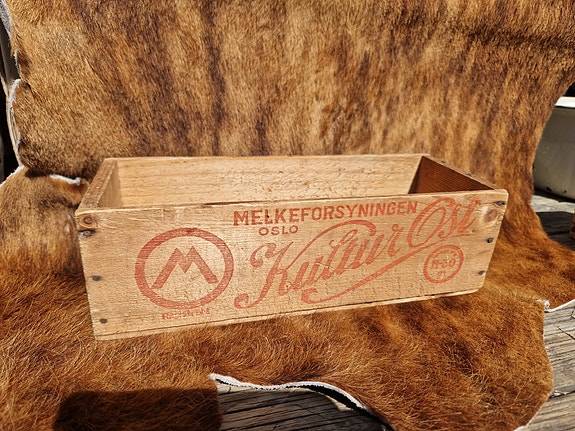 MELKEFORSYNINGEN
OSLO
Kultur Ost
M